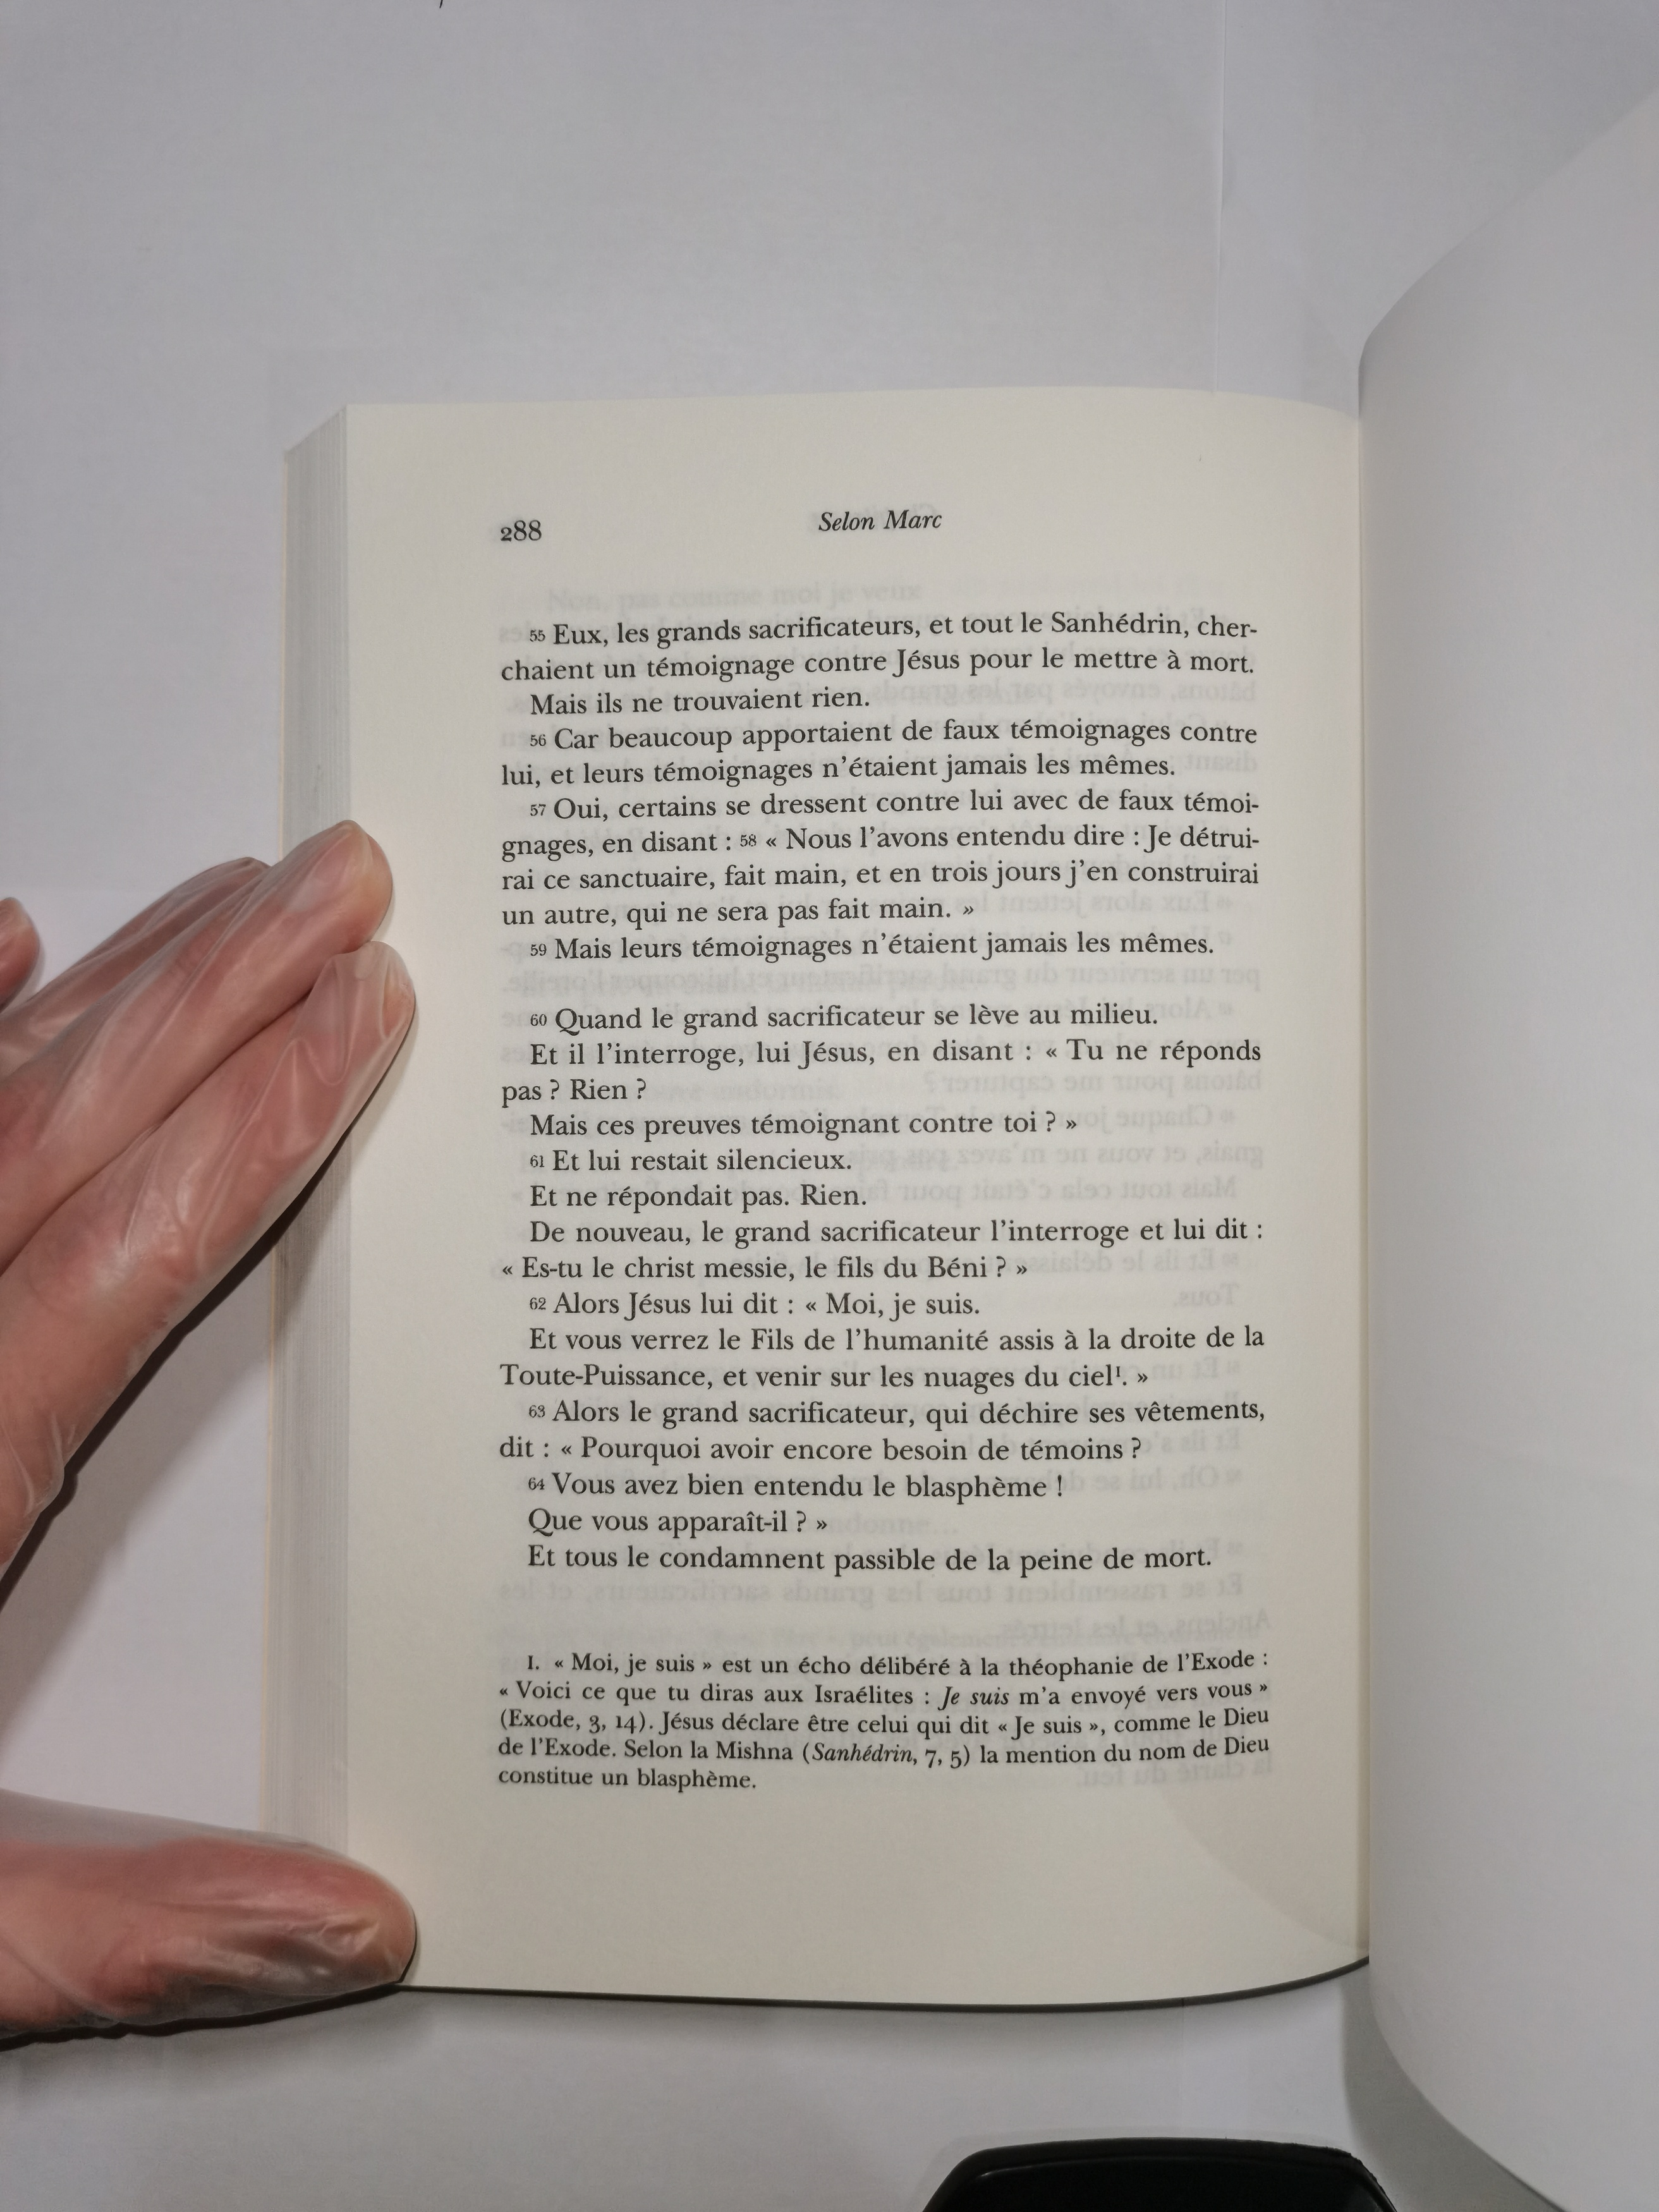 288
Selon Marc
55 Eux, les grands sacrificateurs, et tout le Sanhédrin, cher-
chaient un témoignage contre Jésus pour le mettre à mort.
Mais ils ne trouvaient rien.
56 Car beaucoup apportaient de faux témoignages contre
lui, et leurs témoignages n'étaient jamais les mêmes.
57 Oui, certains se dressent contre lui avec de faux témoi-
gnages, en disant : 58 « Nous l'avons entendu dire : Je détrui-
rai ce sanctuaire, fait main, et en trois jours j'en construirai
un autre, qui ne sera pas fait main. »
59 Mais leurs témoignages n'étaient jamais les mêmes.
60 Quand le grand sacrificateur se lève au milieu.
Et il l'interroge, lui Jésus, en disant : « Tu ne réponds
pas ? Rien ?
Mais ces preuves témoignant contre toi ? »
61 Et lui restait silencieux.
Et ne répondait pas. Rien.
De nouveau, le grand sacrificateur l'interroge et lui dit :
« Es-tu le christ messie, le fils du Béni ? »
62 Alors Jésus lui dit : « Moi, je suis.
Et vous verrez le Fils de l'humanité assis à la droite de la
Toute-Puissance, et venir sur les nuages du ciel¹. »
63 Alors le grand sacrificateur, qui déchire ses vêtements,
dit : « Pourquoi avoir encore besoin de témoins ?
64 Vous avez bien entendu le blasphème !
Que vous apparaît-il ? »
Et tous le condamnent passible de la peine de mort.
1. « Moi, je suis » est un écho délibéré à la théophanie de l'Exode :
« Voici ce que tu diras aux Israélites : Je suis m'a envoyé vers vous »
(Exode, 3, 14). Jésus déclare être celui qui dit « Je suis », comme le Dieu
de l'Exode. Selon la Mishna (Sanhédrin, 7, 5) la mention du nom de Dieu
constitue un blasphème.